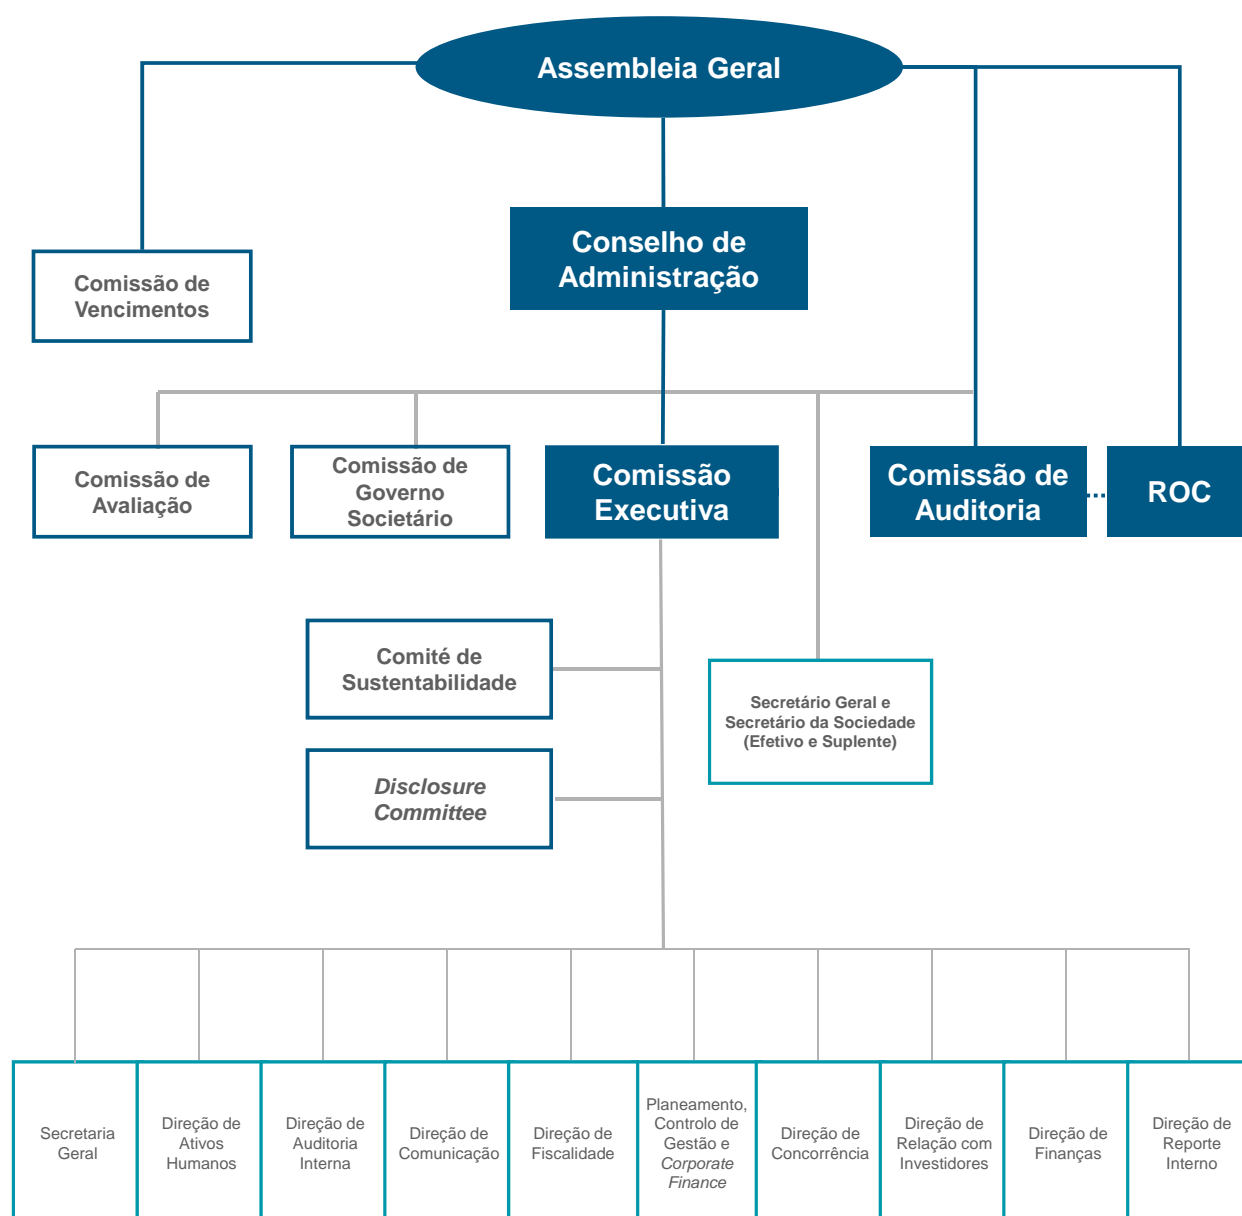 Assembleia Geral
Conselho de
Administração
Comissão de
Vencimentos
Comissão de
Avaliação
Comissão de
Governo
Societário
Comissão
Executiva
Comissão de
Auditoria
ROC
Comité de
Sustentabilidade
Secretário Geral e
Secretário da Sociedade
(Efetivo e Suplente)
Disclosure
Committee
Secretaria
Geral
Direção de
Ativos
Humanos
Direção de
Auditoria
Interna
Direção de
Comunicação
Direção de
Fiscalidade
Planeamento,
Controlo de
Gestão e
Corporate
Finance
Direção de
Concorrência
Direção de
Relação com
Investidores
Direção de
Finanças
Direção de
Reporte
Interno